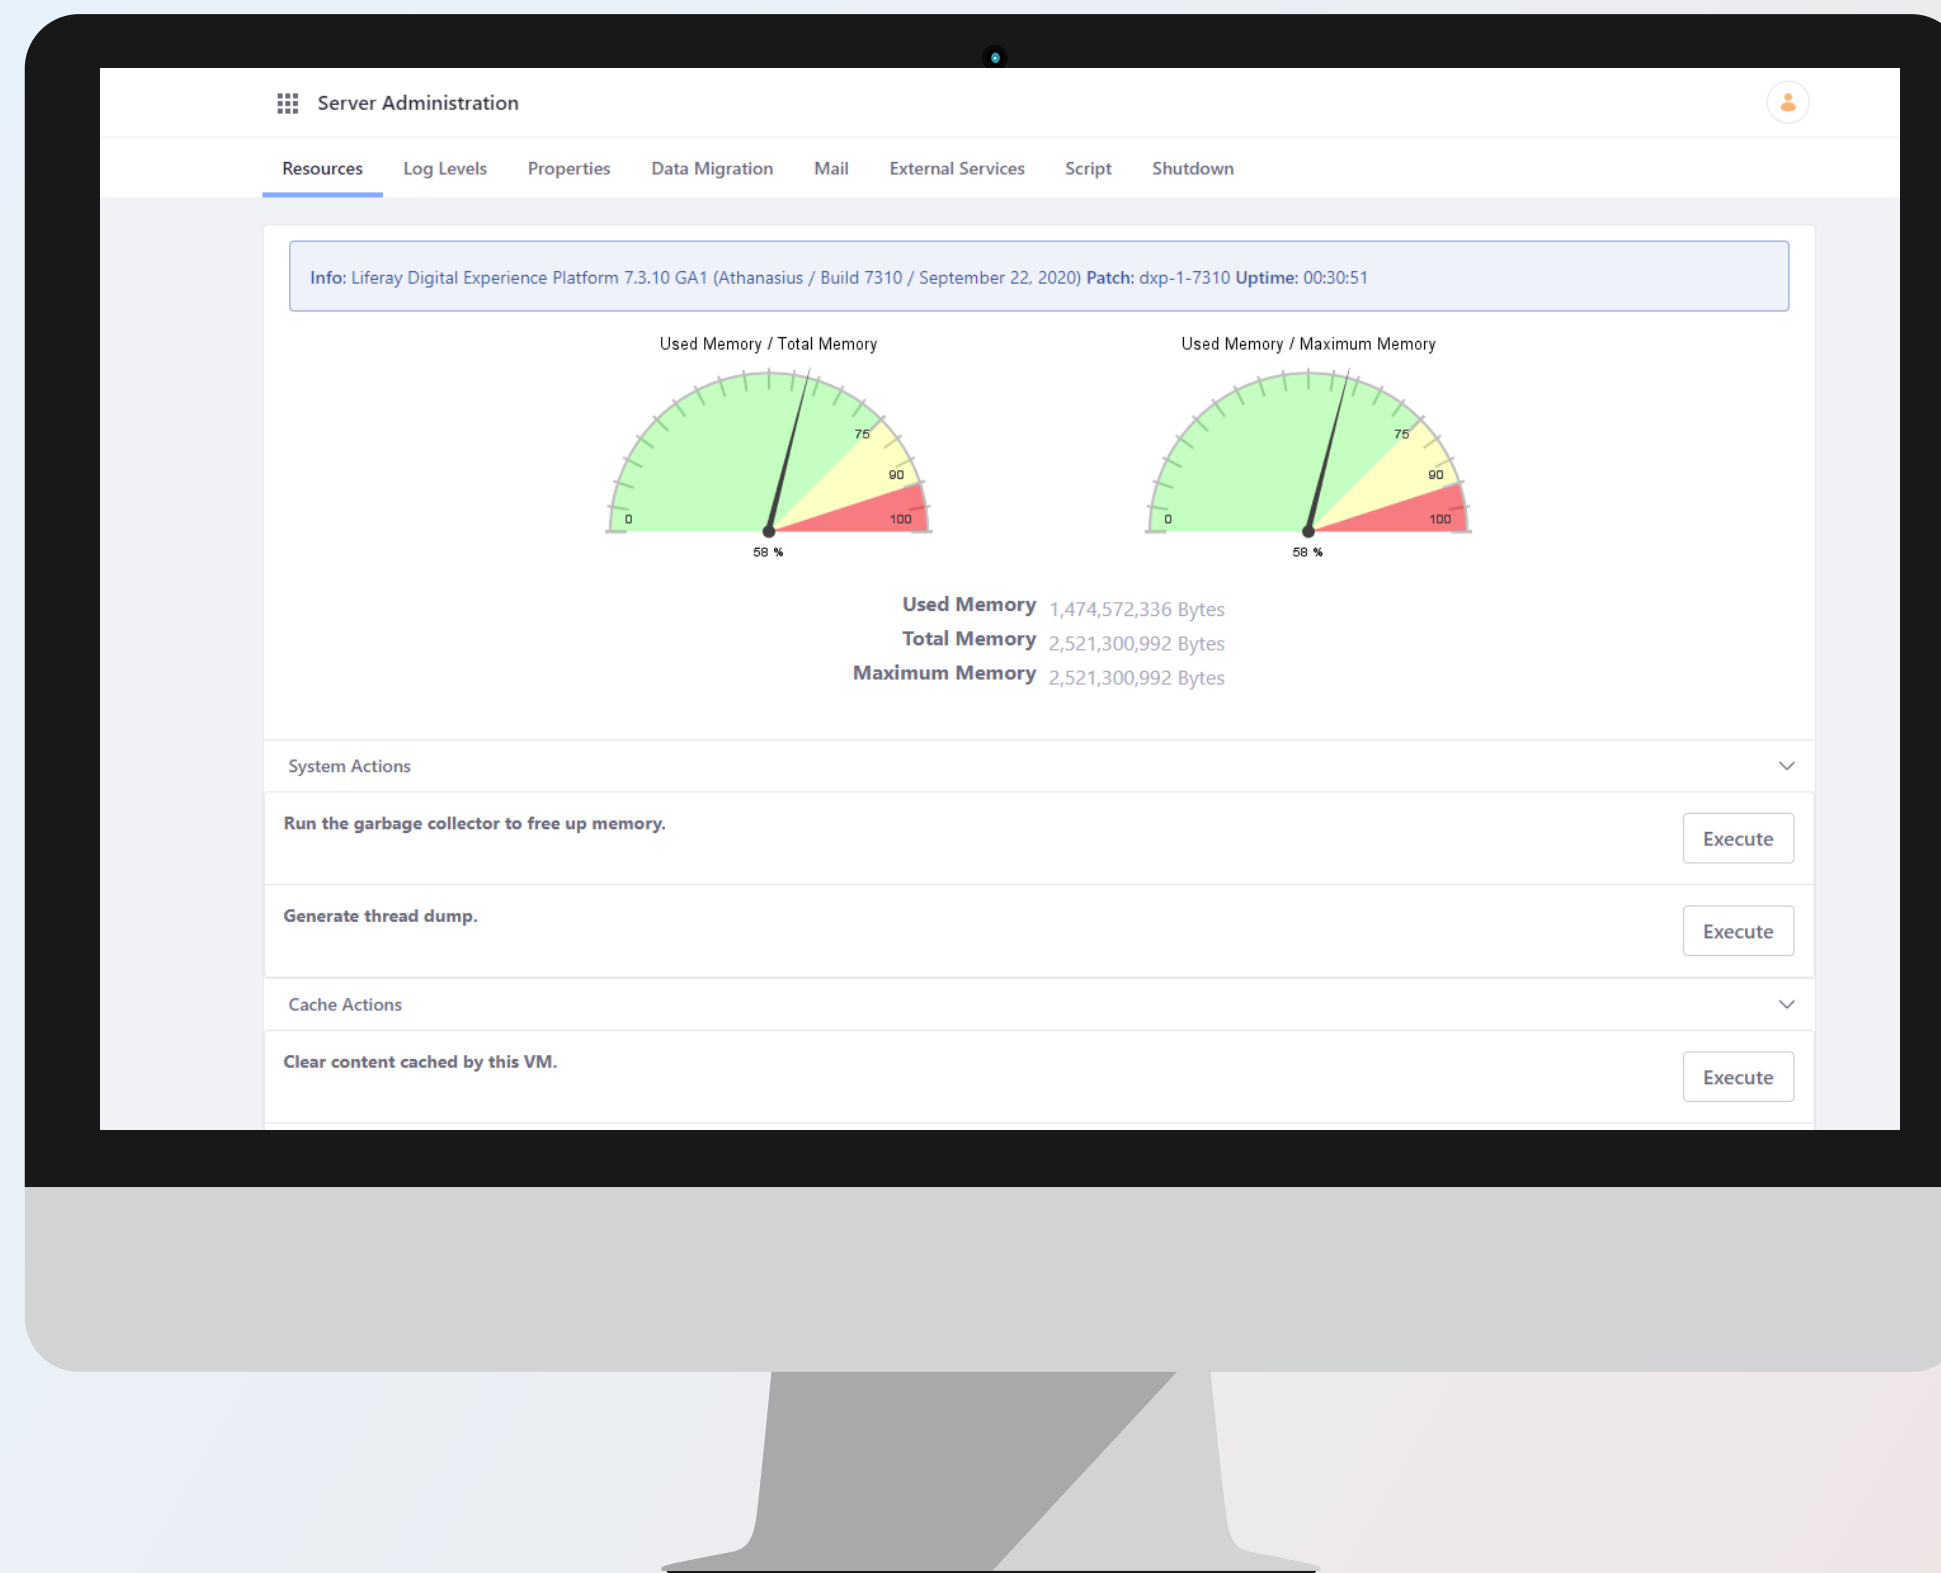 Server Administration
Resources Log Levels Properties Data Migration Mail External Services Script Shutdown
Info: Liferay Digital Experience Platform 7.3.10 GA1 (Athanasius / Build 7310 / September 22, 2020) Patch: dxp-1-7310 Uptime: 00:30:51
Used Memory / Total Memory
0
75
90
100
58 %
Used Memory / Maximum Memory
0
75
90
100
58 %
Used Memory 1,474,572,336 Bytes
Total Memory 2,521,300,992 Bytes
Maximum Memory 2,521,300,992 Bytes
System Actions
Run the garbage collector to free up memory.
Execute
Generate thread dump.
Execute
Cache Actions
Clear content cached by this VM.
Execute